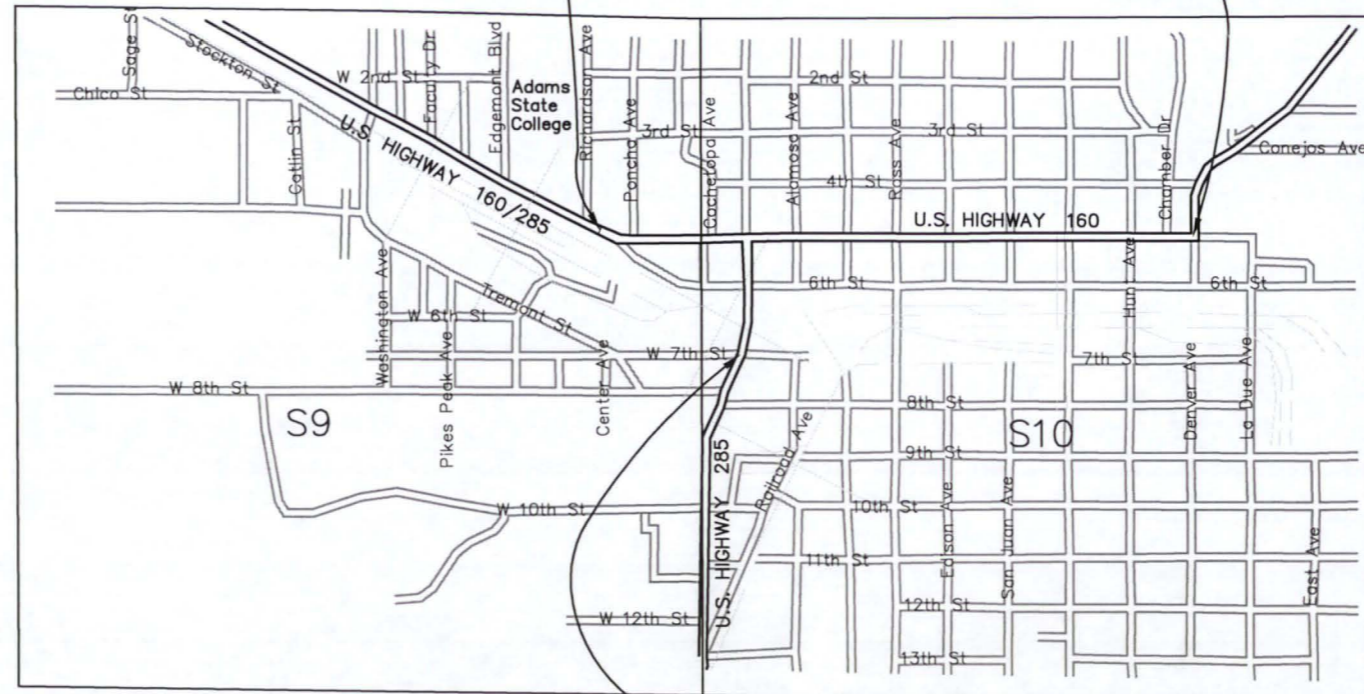 Sage St
Stockton St
Chico St
W 2nd St
Faculty Dr
Edgemont Blvd
Adams
State
College
Richardson Ave
Poncha Ave
3rd St
Cochetopa Ave
2nd St
Alamosa Ave
Ross Ave
3rd St
Chamber Dr
Conejos Ave
Catlin St
U.S. HIGHWAY 160/285
4th St
U.S. HIGHWAY 160
Washington Ave
W 6th St
Tremont St
Pikes Peak Ave
Center Ave
W 7th St
6th St
Hunt Ave
6th St
7th St
Denver Ave
La Due Ave
W 8th St
S9
8th St
S10
9th St
U.S. HIGHWAY 285
Railroad Ave
W 10th St
10th St
Edison Ave
San Juan Ave
11th St
East Ave
W 12th St
12th St
13th St